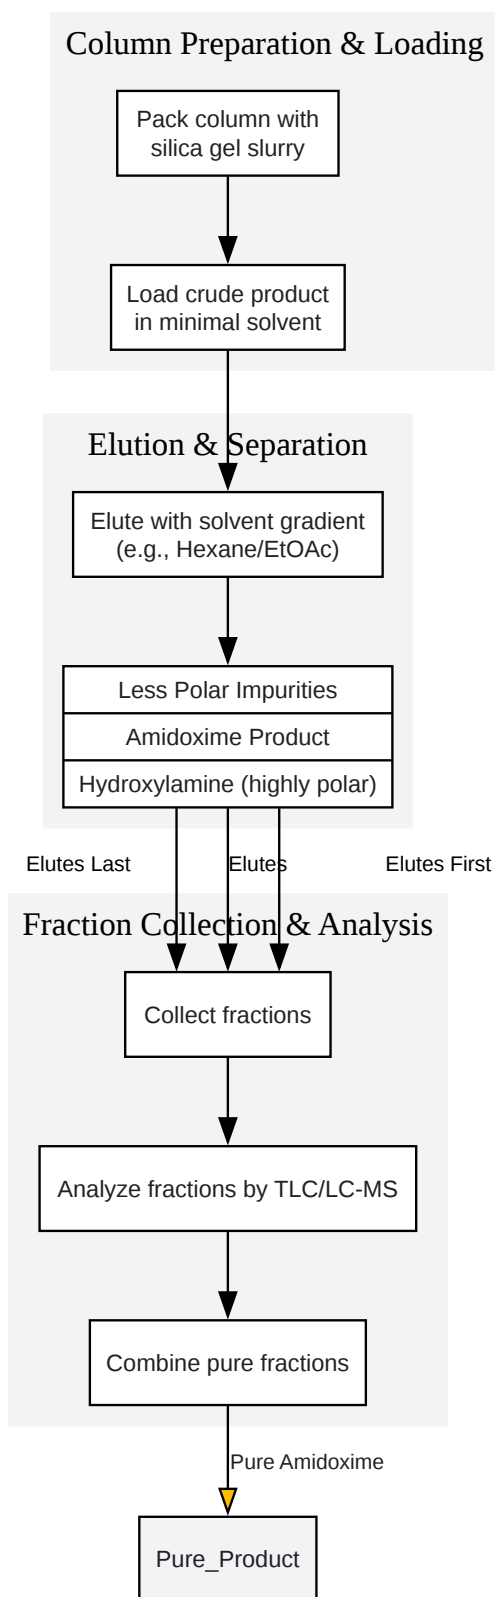 Column Preparation & Loading
Pack column with
silica gel slurry
Load crude product
in minimal solvent
Elution & Separation
Elute with solvent gradient
(e.g., Hexane/EtOAc)
Less Polar Impurities
Amidoxime Product
Hydroxylamine (highly polar)
Elutes Last
Elutes
Elutes First
Fraction Collection & Analysis
Collect fractions
Analyze fractions by TLC/LC-MS
Combine pure fractions
Pure Amidoxime
Pure_Product